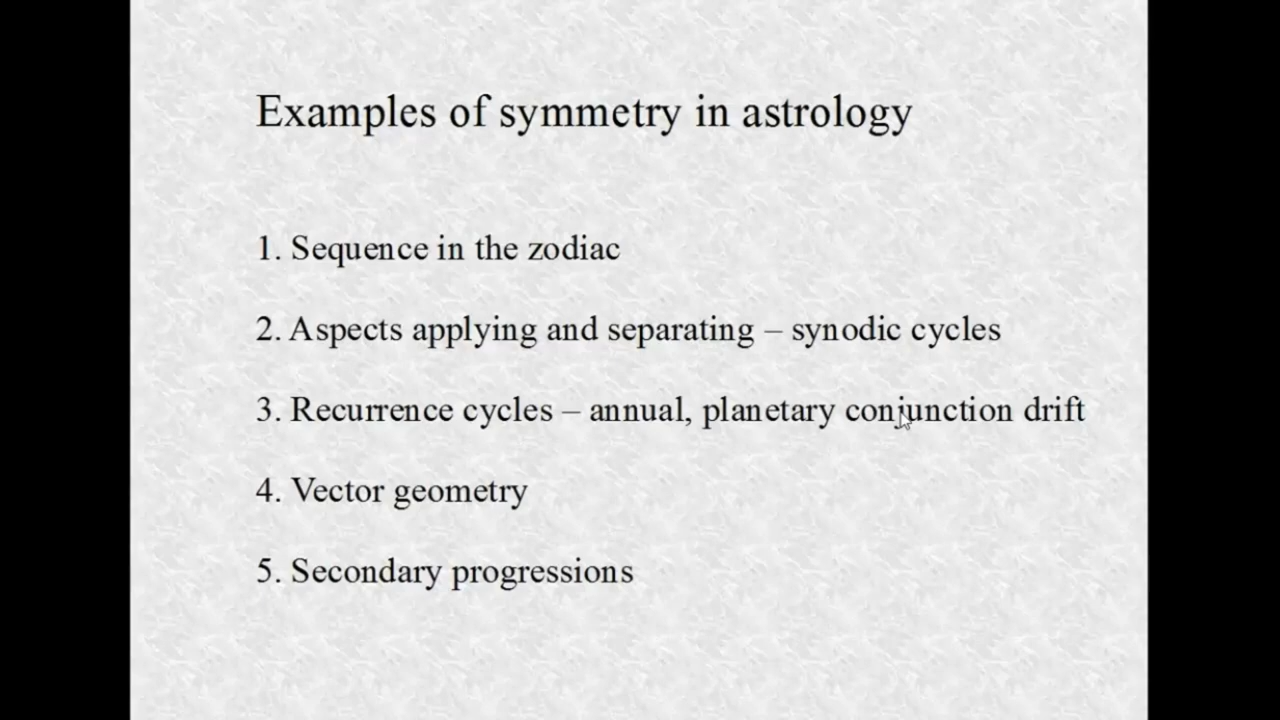 Examples of symmetry in astrology
1. Sequence in the zodiac
2. Aspects applying and separating – synodic cycles
3. Recurrence cycles – annual, planetary conjunction drift
4. Vector geometry
5. Secondary progressions